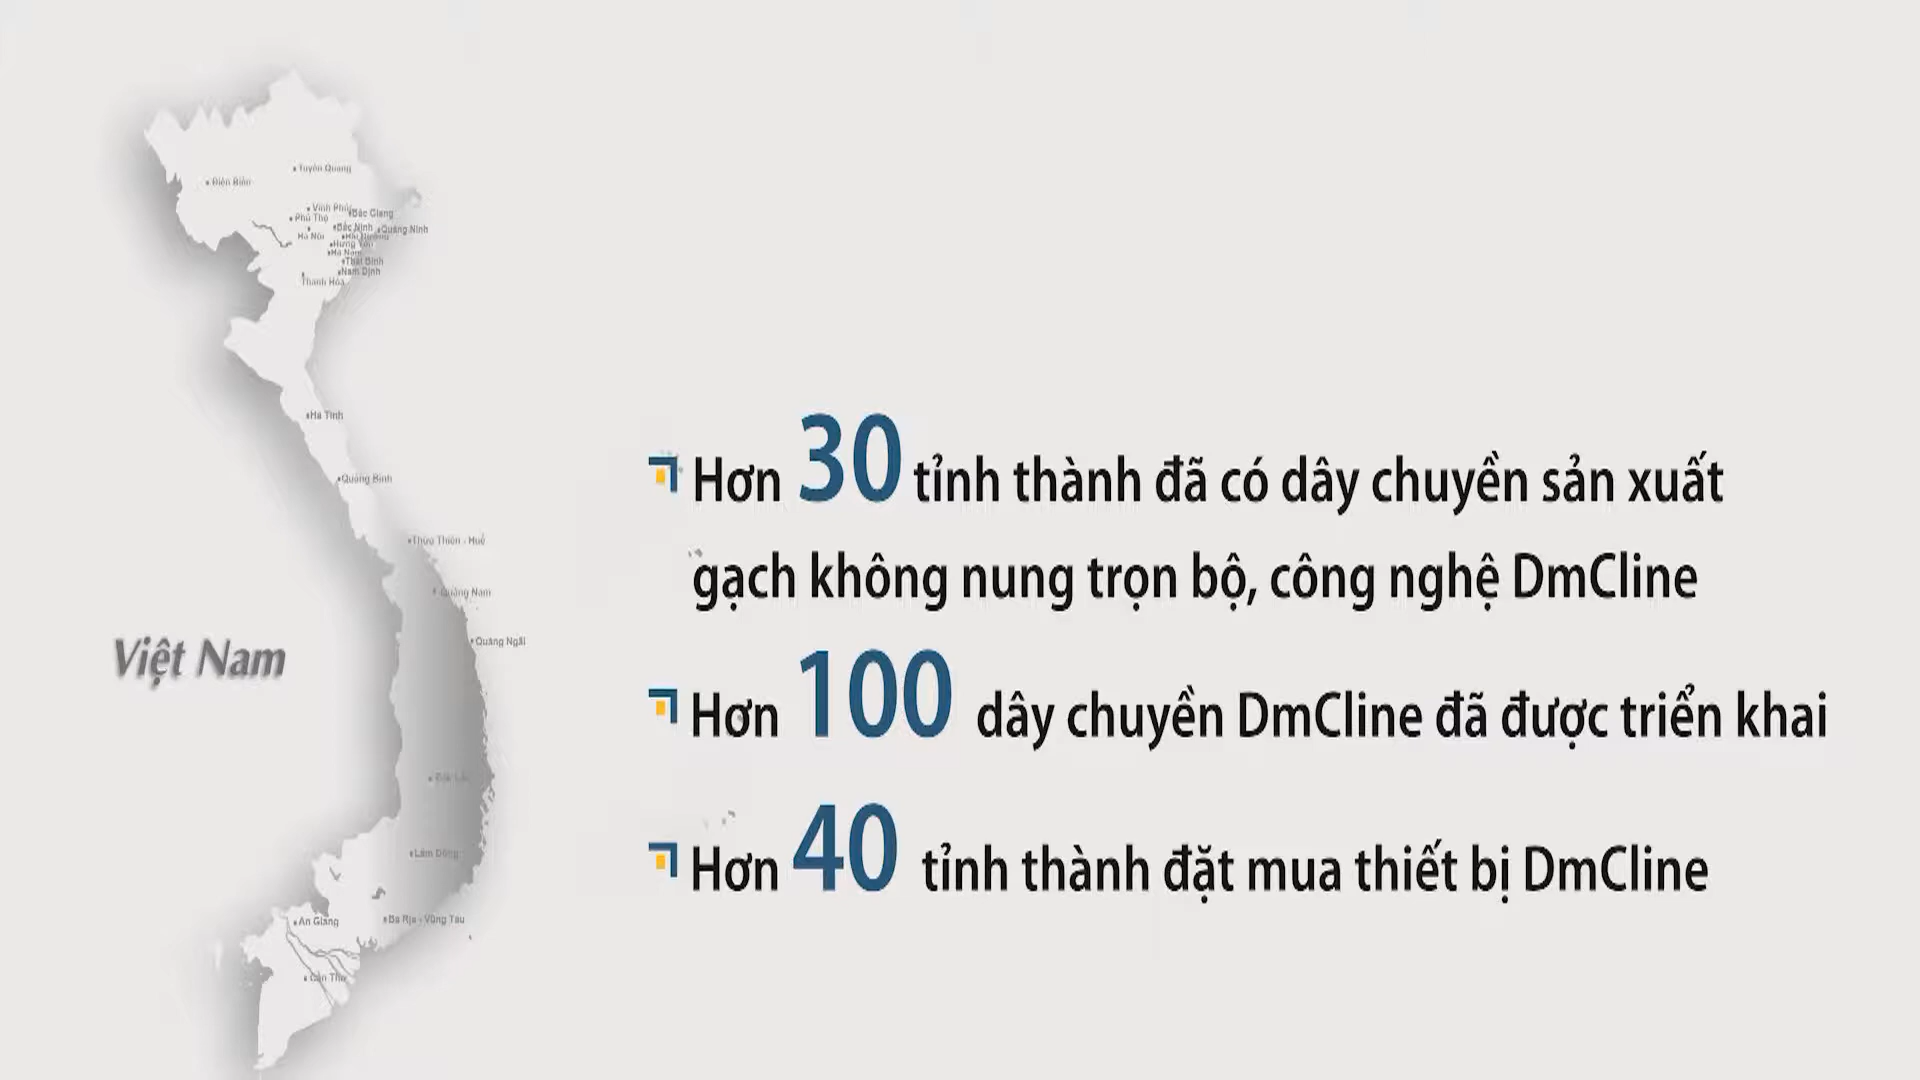 Tuyên Quang
Điện Biên
Vĩnh Phúc
Bắc Giang
Phú Thọ
Bắc Ninh
Quảng Ninh
Hà Nội
Hưng Yên
Hà Nam
Thái Bình
Nam Định
Thanh Hóa
Hà Tĩnh
Quảng Bình
Thừa Thiên - Huế
Quảng Nam
Quảng Ngãi
Việt Nam
Lâm Đồng
An Giang
Bà Rịa - Vũng Tàu
Cần Thơ
Hơn 30 tỉnh thành đã có dây chuyền sản xuất
gạch không nung trọn bộ, công nghệ DmCline
Hơn 100 dây chuyền DmCline đã được triển khai
Hơn 40 tỉnh thành đặt mua thiết bị DmCline